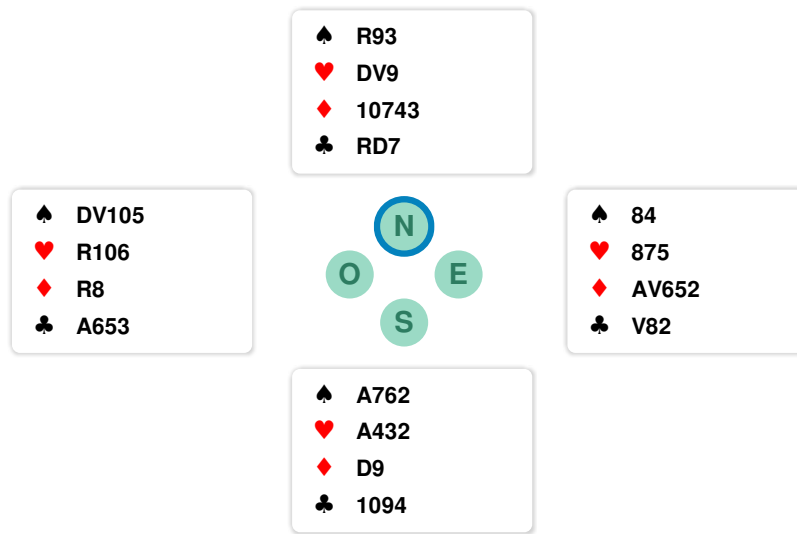 ♠ R93
♥ DV9
♦ 10743
♣ RD7
♠ DV105
♥ R106
♦ R8
♣ A653
N
O E
S
♠ 84
♥ 875
♦ AV652
♣ V82
♠ A762
♥ A432
♦ D9
♣ 1094